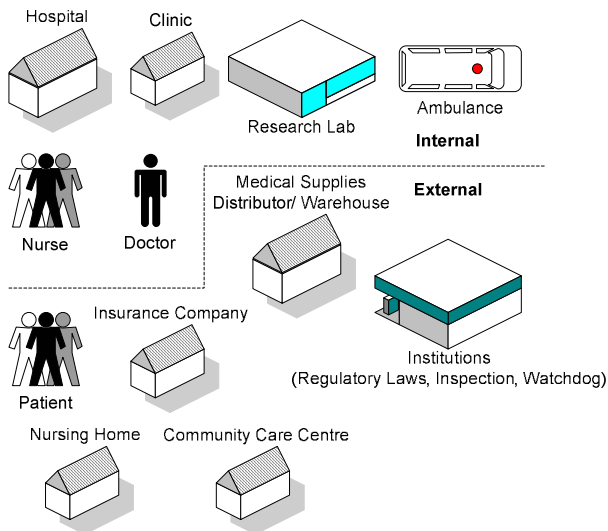 Hospital
Clinic
Research Lab
Ambulance
Internal
Nurse
Doctor
Medical Supplies
Distributor/ Warehouse
External
Insurance Company
Patient
Institutions
(Regulatory Laws, Inspection, Watchdog)
Nursing Home
Community Care Centre